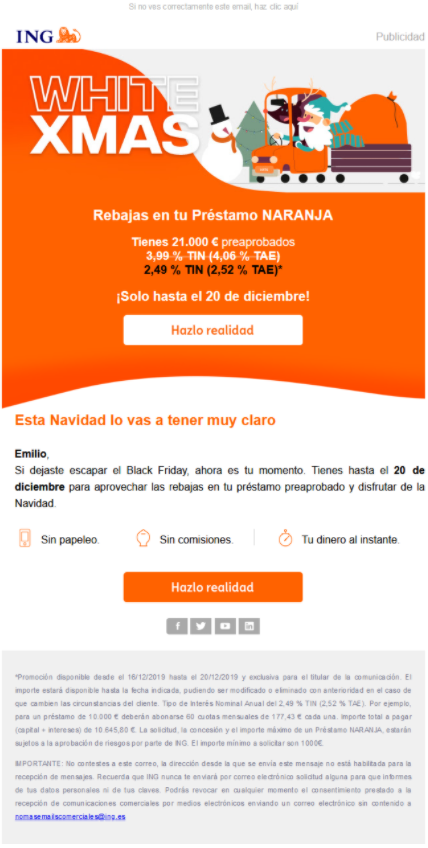 Si no ves correctamente este email, haz clic aquí
ING
Publicidad
WHITE
XMAS
Rebajas en tu Préstamo NARANJA
Tienes 21.000 € preaprobados
3,99 % TIN (4,06 % TAE)
2,49 % TIN (2,52 % TAE)*
¡Solo hasta el 20 de diciembre!
Hazlo realidad
Esta Navidad lo vas a tener muy claro
Emilio,
Si dejaste escapar el Black Friday, ahora es tu momento. Tienes hasta el 20 de
diciembre para aprovechar las rebajas en tu préstamo preaprobado y disfrutar de la
Navidad.
Sin papeleo.
Sin comisiones.
Tu dinero al instante.
Hazlo realidad
*Promoción disponible desde el 16/12/2019 hasta el 20/12/2019 y exclusiva para el titular de la comunicación. El
importe estará disponible hasta la fecha indicada, pudiendo ser modificado o eliminado con anterioridad en el caso de
que cambien las circunstancias del cliente. Tipo de Interés Nominal Anual del 2,49 % TIN (2,52 % TAE). Por ejemplo,
para un préstamo de 10.000 € deberán abonarse 60 cuotas mensuales de 177,43 € cada una. Importe total a pagar
(capital + intereses) de 10.645,80 €. La solicitud, la concesión y el importe máximo de un Préstamo NARANJA, estarán
sujetos a la aprobación de riesgos por parte de ING. El importe mínimo a solicitar son 1000€.
IMPORTANTE: No contestes a este correo, la dirección desde la que se envía este mensaje no está habilitada para la
recepción de mensajes. Recuerda que ING nunca te enviará por correo electrónico solicitud alguna para que informes
de tus datos personales ni de tus claves. Podrás revocar en cualquier momento el consentimiento prestado a la
recepción de comunicaciones comerciales por medios electrónicos enviando un correo electrónico sin contenido a
nomasemailscomerciales@ing.es